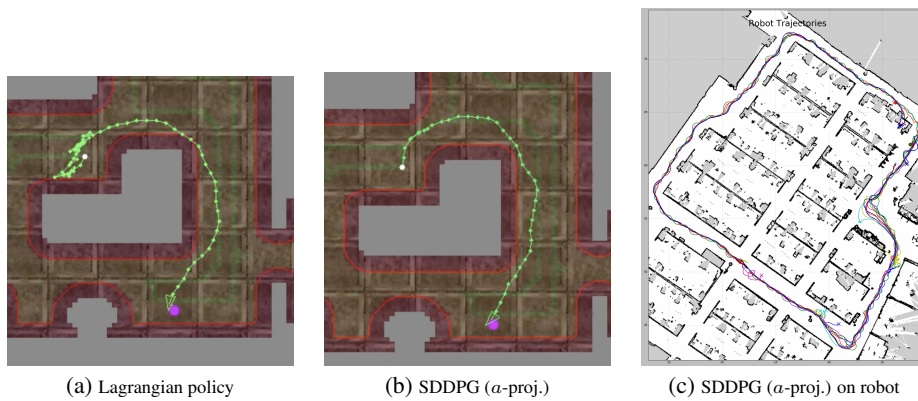 Robot Trajectories
(a) Lagrangian policy
(b) SDDPG (a-proj.)
(c) SDDPG (a-proj.) on robot